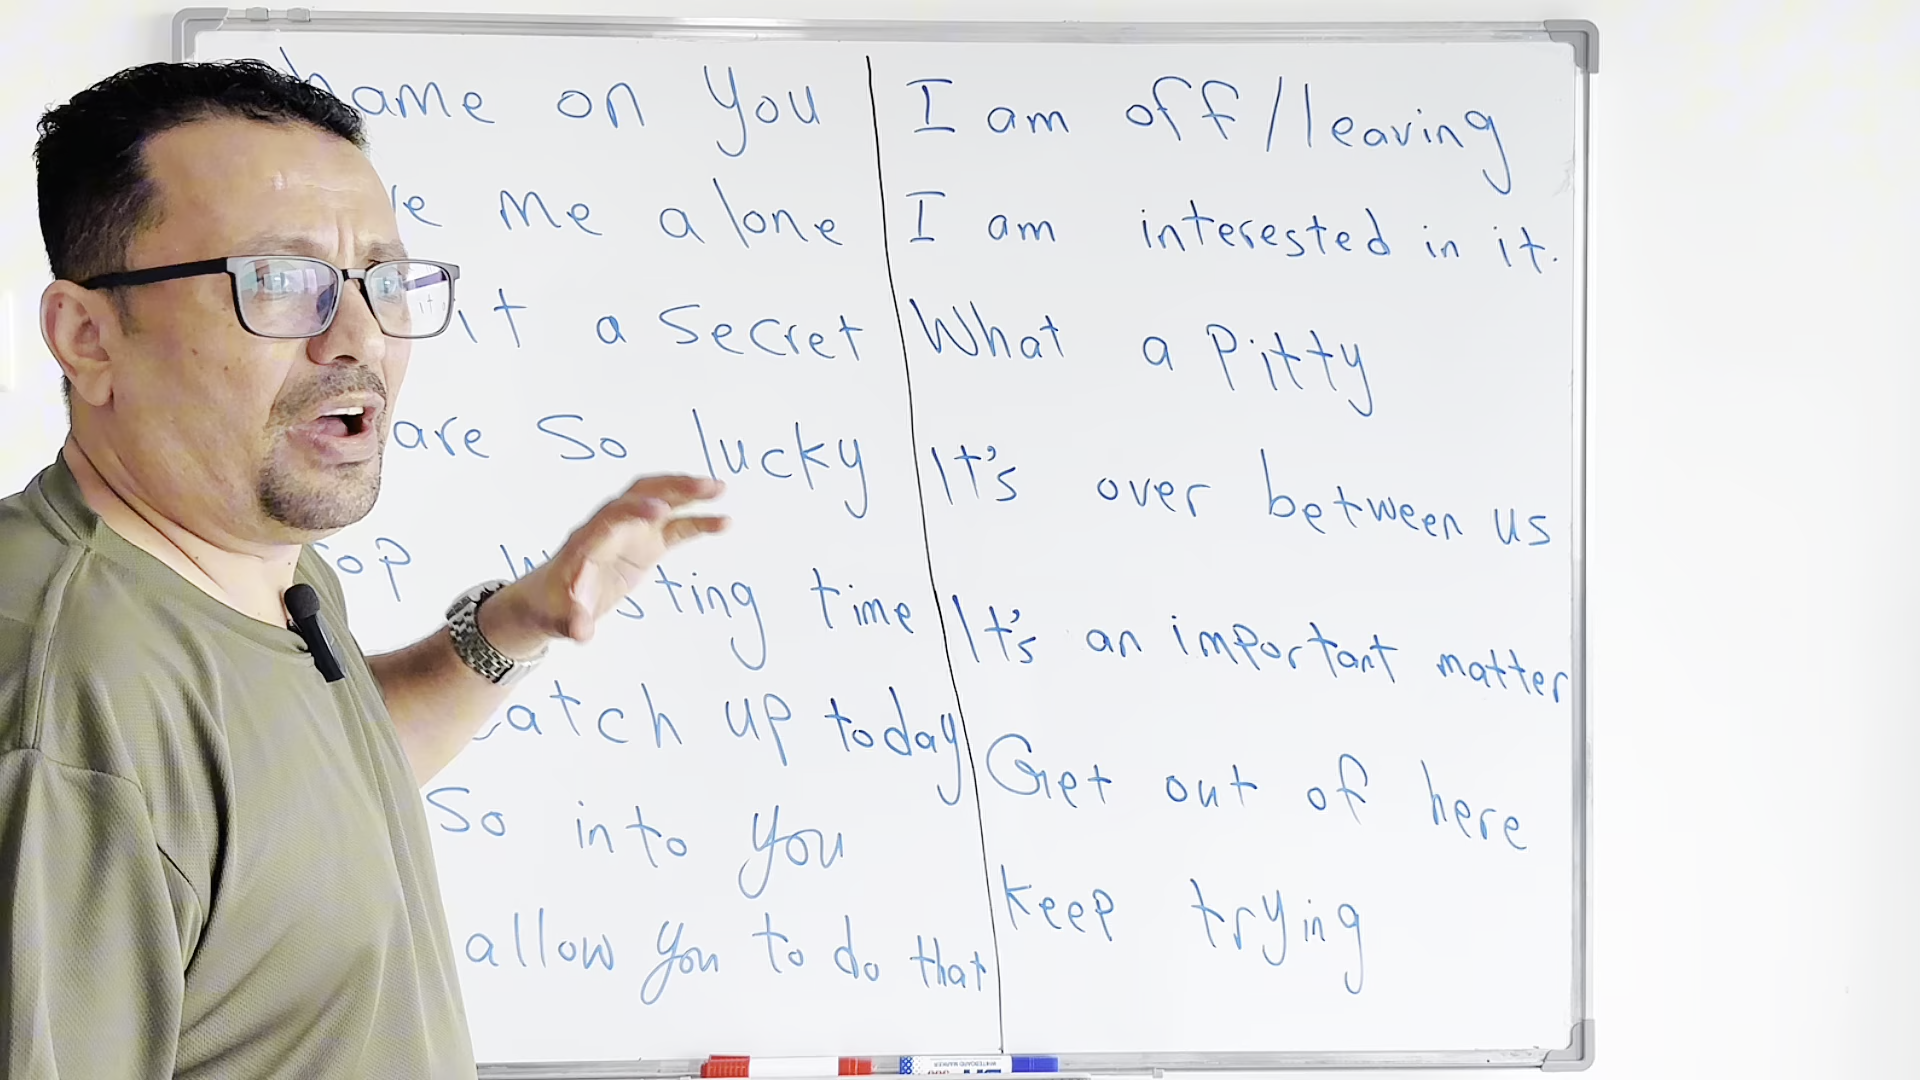 hame on you
me alone
it a secret
are so lucky
ting time
atch up today
So into you
allow you to do that
I am off/leaving
I am interested in it.
What a Pitty
It's over between us
It's an important matter
Get out of here
keep trying